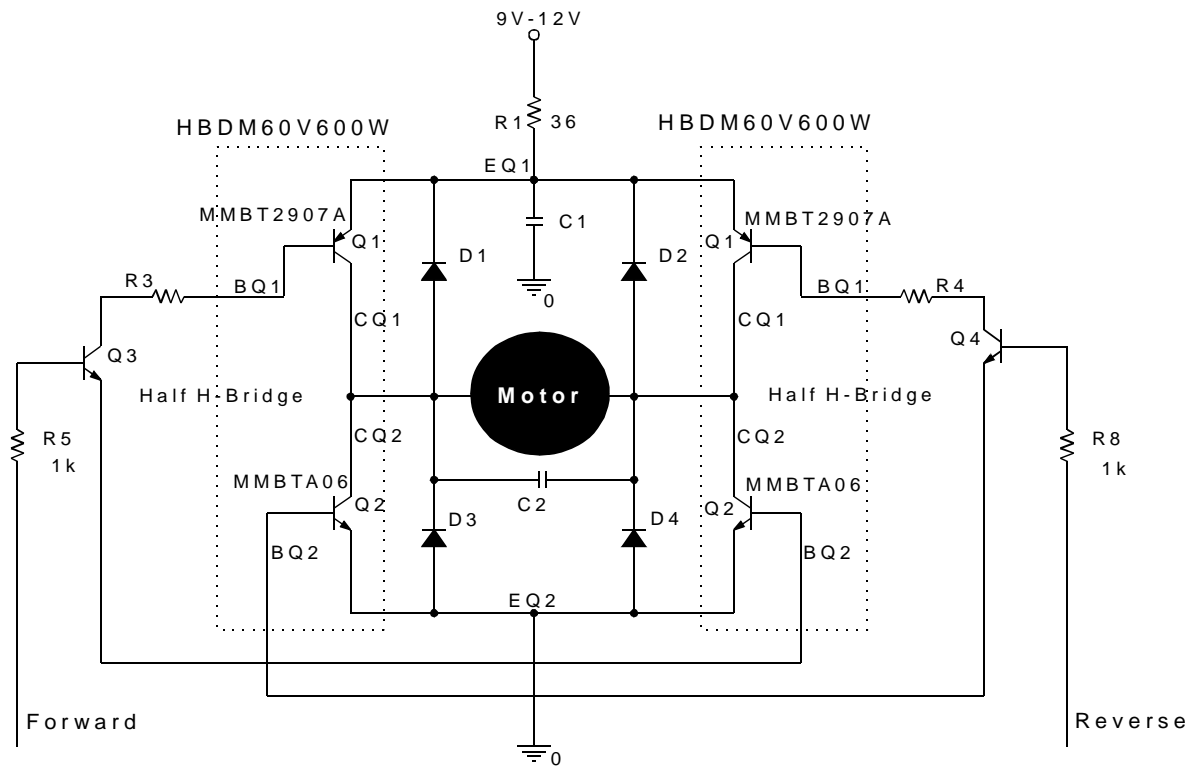 9V-12V
R1 36
HBDM60V600W
HBDM60V600W
EQ1
MMBT2907A
MMBT2907A
C1
Q1
Q1
D1
D2
R3
BQ1
BQ1
R4
0
CQ1
CQ1
Q3
Q4
Half H-Bridge
Motor
Half H-Bridge
CQ2
CQ2
R5
1k
R8
1k
MMBTA06
MMBTA06
C2
Q2
Q2
D3
D4
BQ2
BQ2
EQ2
Forward
Reverse
0